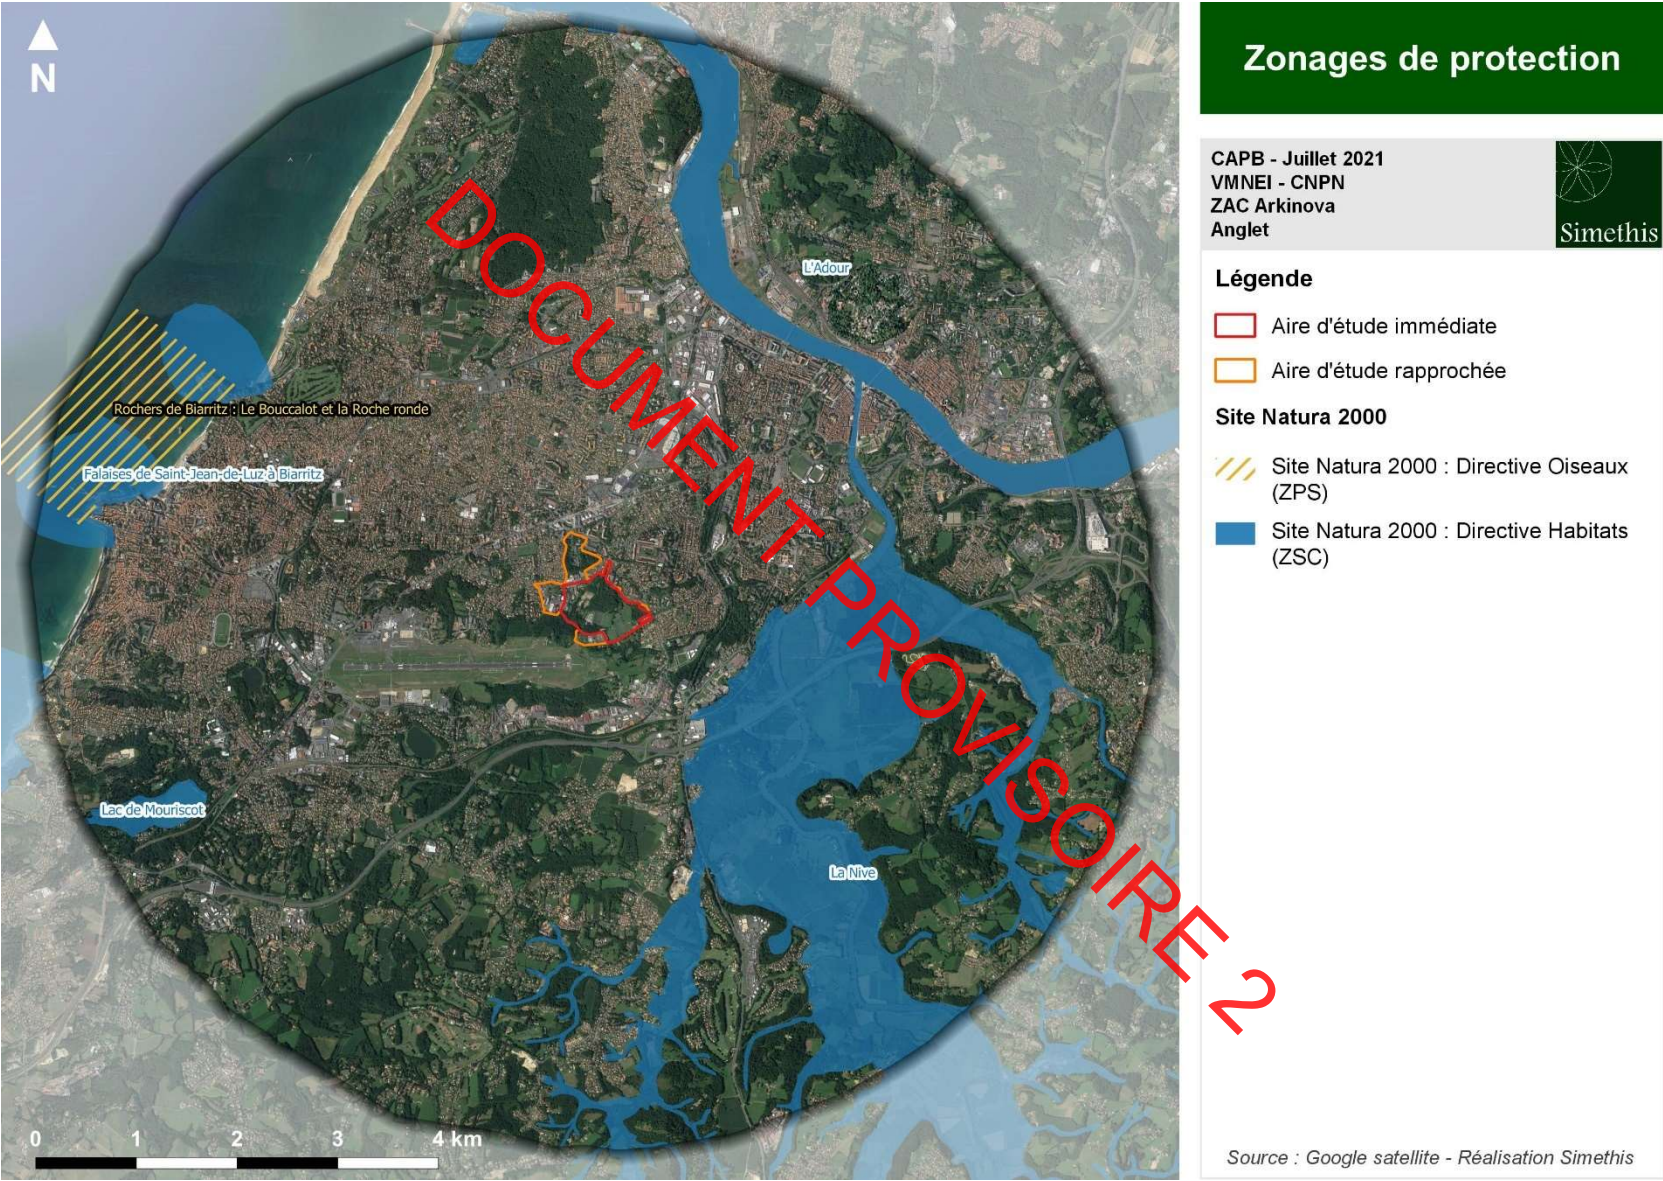 N
Zonages de protection
CAPB - Juillet 2021
VMNEI - CNPN
ZAC Arkinova
Anglet
Simethis
Légende
Aire d'étude immédiate
Aire d'étude rapprochée
Site Natura 2000
Site Natura 2000 : Directive Oiseaux
(ZPS)
Site Natura 2000 : Directive Habitats
(ZSC)
L'Adour
Rochers de Biarritz : Le Bouccalot et la Roche ronde
Falaises de Saint-Jean-de-Luz à Biarritz
Lac de Mouriscot
La Nive
DOCUMENT PROVISOIRE 2
0 1 2 3 4 km
Source : Google satellite - Réalisation Simethis